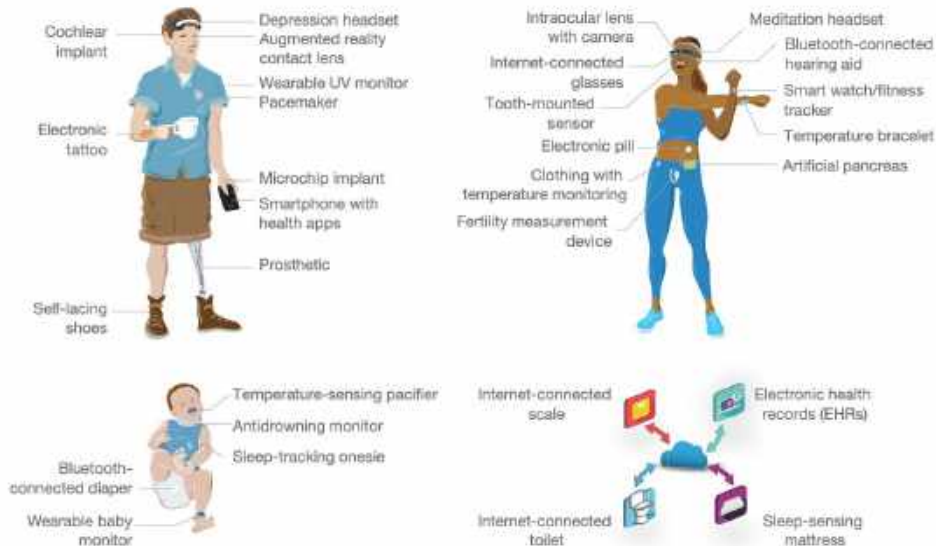 Cochlear
implant
Depression headset
Augmented reality
contact lens
Wearable UV monitor
Pacemaker
Electronic
tattoo
Microchip implant
Smartphone with
health apps
Prosthetic
Self-lacing
shoes
Intraocular lens
with camera
Internet-connected
glasses
Tooth-mounted
sensor
Electronic pill
Clothing with
temperature monitoring
Fertility measurement
device
Meditation headset
Bluetooth-connected
hearing aid
Smart watch/fitness
tracker
Temperature bracelet
Artificial pancreas
Temperature-sensing pacifier
Antidrowning monitor
Sleep-tracking onesie
Bluetooth-
connected diaper
Wearable baby
monitor
Internet-connected
scale
Electronic health
records (EHRs)
Internet-connected
toilet
Sleep-sensing
mattress